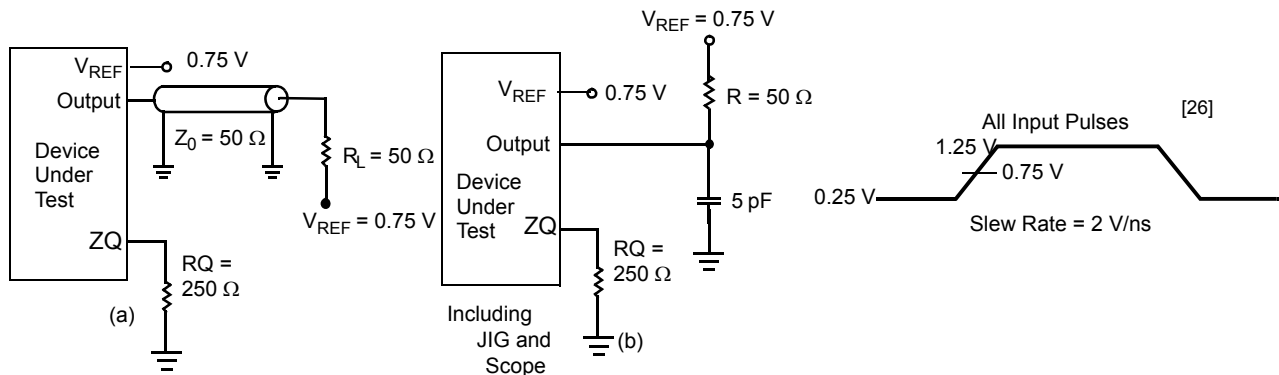 V_REF
0.75 V
Output
Z₀ = 50 Ω
Device
Under
Test
R_L = 50 Ω
V_REF = 0.75 V
ZQ
RQ =
250 Ω
(a)
V_REF = 0.75 V
V_REF
0.75 V
R = 50 Ω
Output
Device
Under
Test
5 pF
ZQ
RQ =
250 Ω
Including
JIG and
Scope
(b)
[26]
All Input Pulses
1.25 V
0.75 V
0.25 V
Slew Rate = 2 V/ns